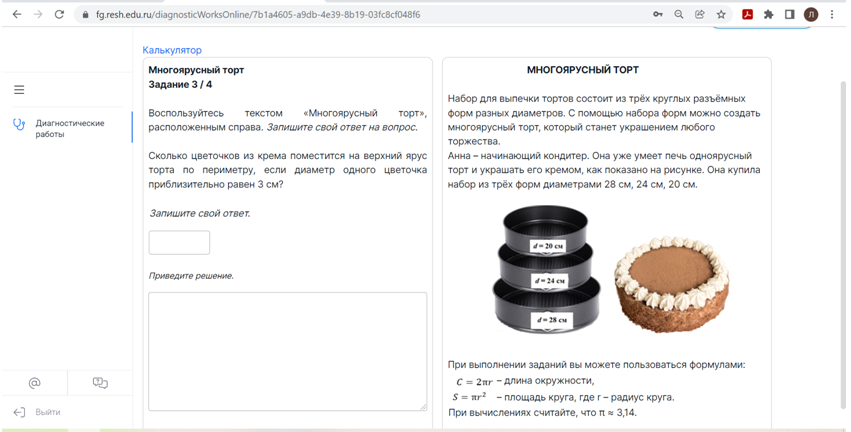 fg.resh.edu.ru/diagnosticWorksOnline/7b1a4605-a9db-4e39-8b19-03fc8cf048f6
Л
Калькулятор
Диагностические
работы
@
Выйти
Многоярусный торт
Задание 3 / 4
Воспользуйтесь текстом «Многоярусный торт»,
расположенным справа. Запишите свой ответ на вопрос.
Сколько цветочков из крема поместится на верхний ярус
торта по периметру, если диаметр одного цветочка
приблизительно равен 3 см?
Запишите свой ответ.
Приведите решение.
МНОГОЯРУСНЫЙ ТОРТ
Набор для выпечки тортов состоит из трёх круглых разъёмных
форм разных диаметров. С помощью набора форм можно создать
многоярусный торт, который станет украшением любого
торжества.
Анна – начинающий кондитер. Она уже умеет печь одноярусный
торт и украшать его кремом, как показано на рисунке. Она купила
набор из трёх форм диаметрами 28 см, 24 см, 20 см.
d = 20 см
d = 24 см
d = 28 см
При выполнении заданий вы можете пользоваться формулами:
C = 2πr – длина окружности,
S = πr² – площадь круга, где r – радиус круга.
При вычислениях считайте, что π ≈ 3,14.